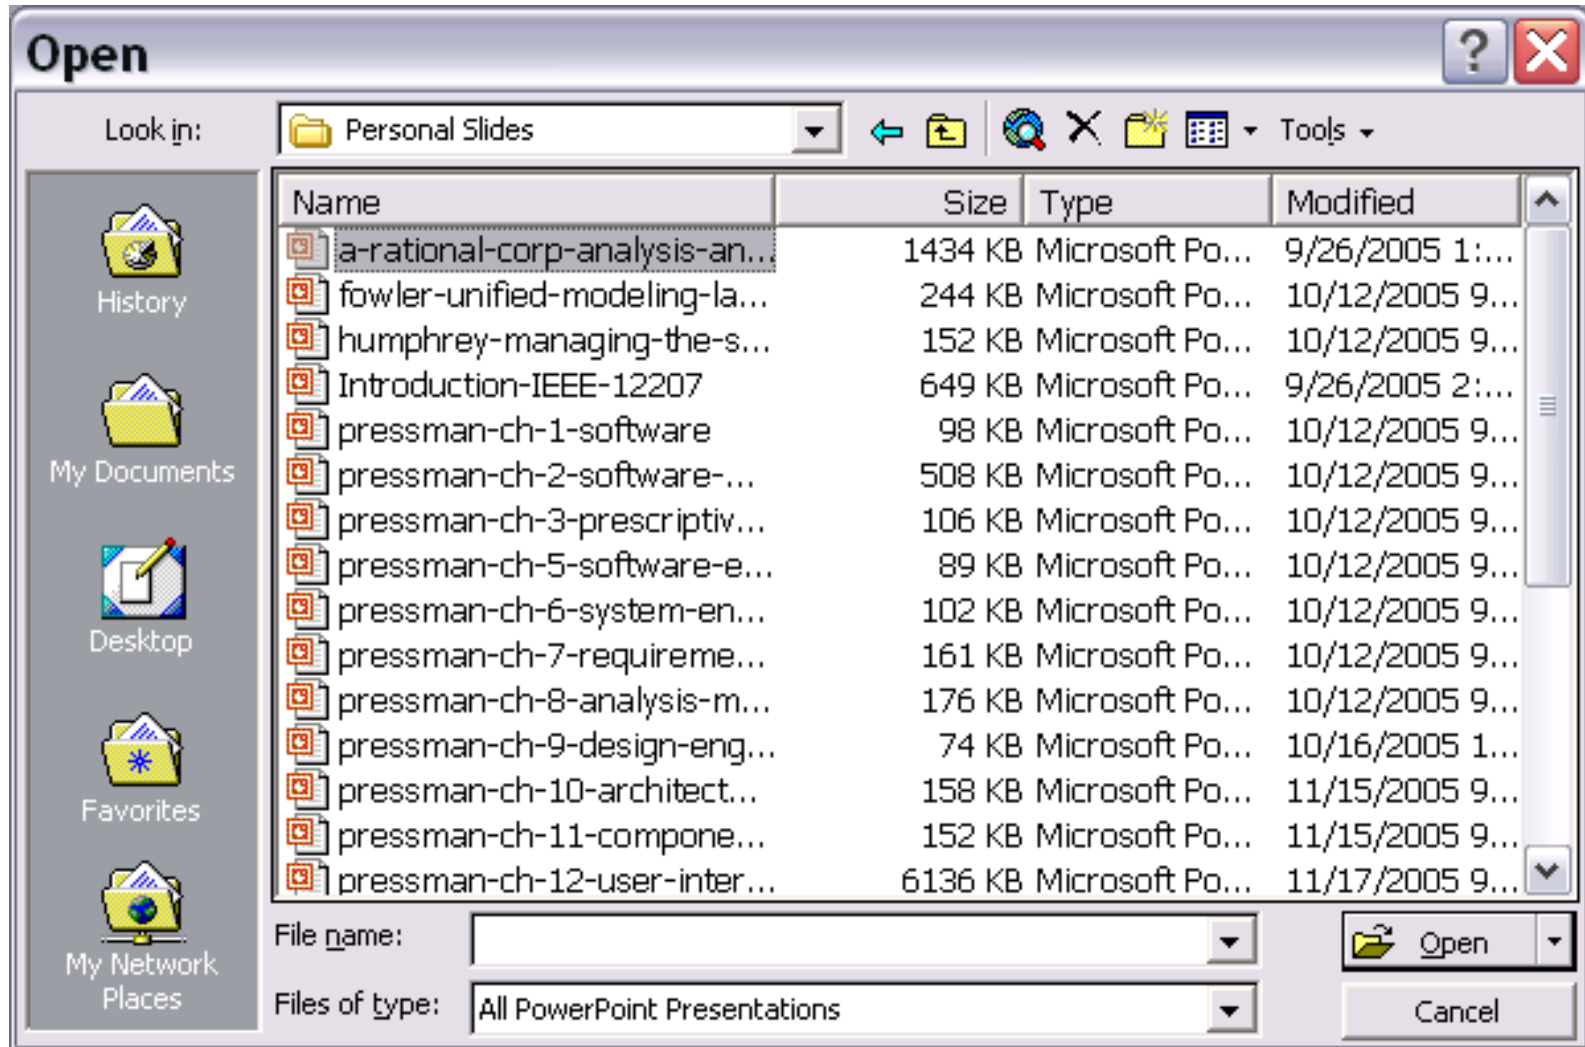 Open
Look in: Personal Slides Tools
Name Size Type Modified
a-rational-corp-analysis-an... 1434 KB Microsoft Po... 9/26/2005 1:...
fowler-unified-modeling-la... 244 KB Microsoft Po... 10/12/2005 9...
humphrey-managing-the-s... 152 KB Microsoft Po... 10/12/2005 9...
Introduction-IEEE-12207 649 KB Microsoft Po... 9/26/2005 2:...
pressman-ch-1-software 98 KB Microsoft Po... 10/12/2005 9...
pressman-ch-2-software-... 508 KB Microsoft Po... 10/12/2005 9...
pressman-ch-3-prescriptiv... 106 KB Microsoft Po... 10/12/2005 9...
pressman-ch-5-software-e... 89 KB Microsoft Po... 10/12/2005 9...
pressman-ch-6-system-en... 102 KB Microsoft Po... 10/12/2005 9...
pressman-ch-7-requireme... 161 KB Microsoft Po... 10/12/2005 9...
pressman-ch-8-analysis-m... 176 KB Microsoft Po... 10/12/2005 9...
pressman-ch-9-design-eng... 74 KB Microsoft Po... 10/16/2005 1...
pressman-ch-10-architect... 158 KB Microsoft Po... 11/15/2005 9...
pressman-ch-11-compone... 152 KB Microsoft Po... 11/15/2005 9...
pressman-ch-12-user-inter... 6136 KB Microsoft Po... 11/17/2005 9...
History
My Documents
Desktop
Favorites
My Network
Places
File name: Open
Files of type: All PowerPoint Presentations Cancel